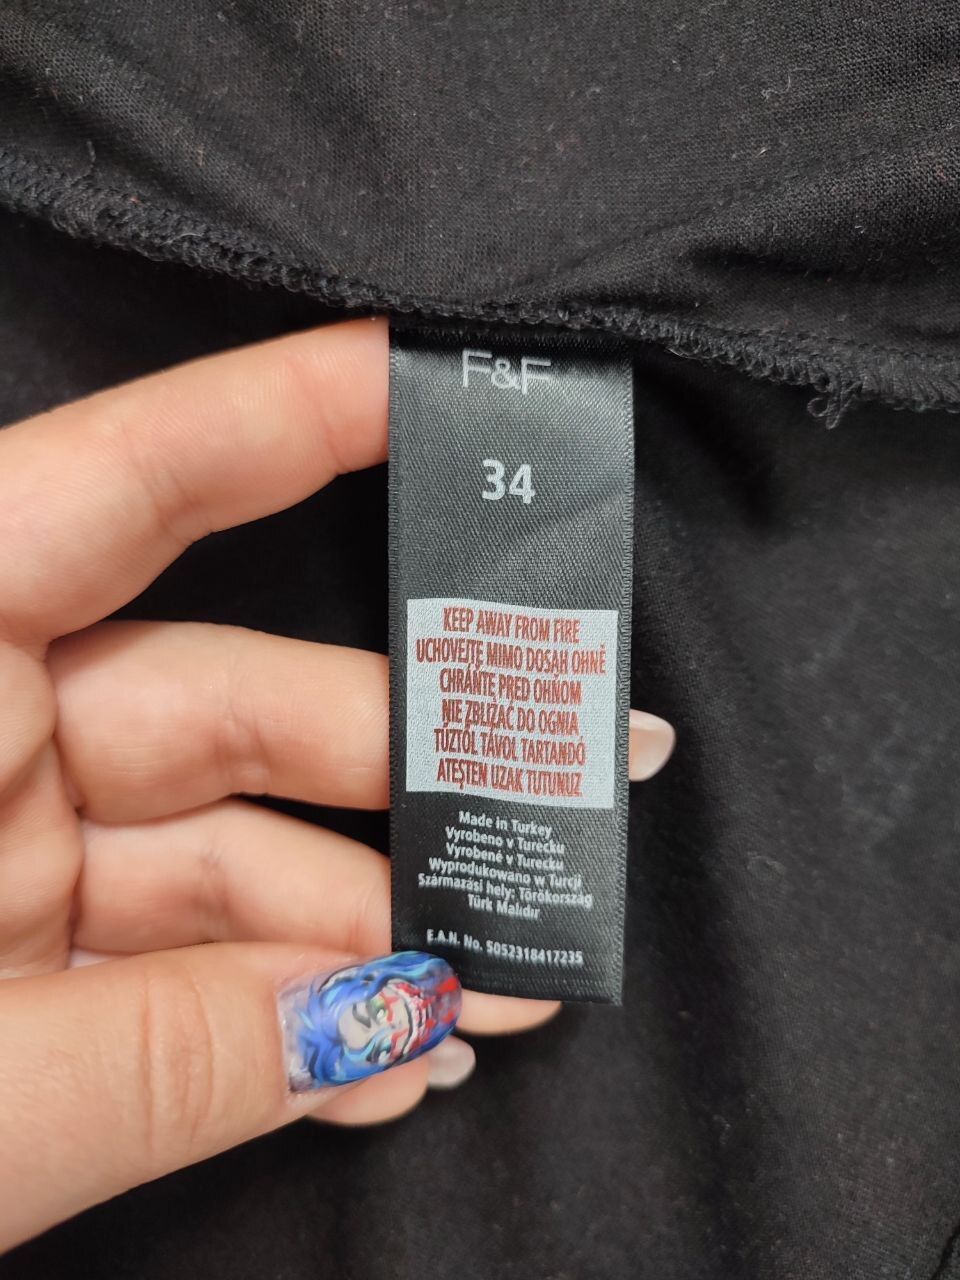 F&F
34
KEEP AWAY FROM FIRE
UCHOVEJTE MIMO DOSAH OHNĚ
CHRÁŇTE PRED OHŇOM
NIE ZBLIŻAĆ DO OGNIA
TŰZTŐL TÁVOL TARTANDÓ
ATEŞTEN UZAK TUTUNUZ
Made in Turkey
Vyrobeno v Turecku
Vyrobené v Turecku
Wyprodukowano w Turcji
Származási hely: Törökország
Türk Malıdır
E.A.N. No. 5052318417235